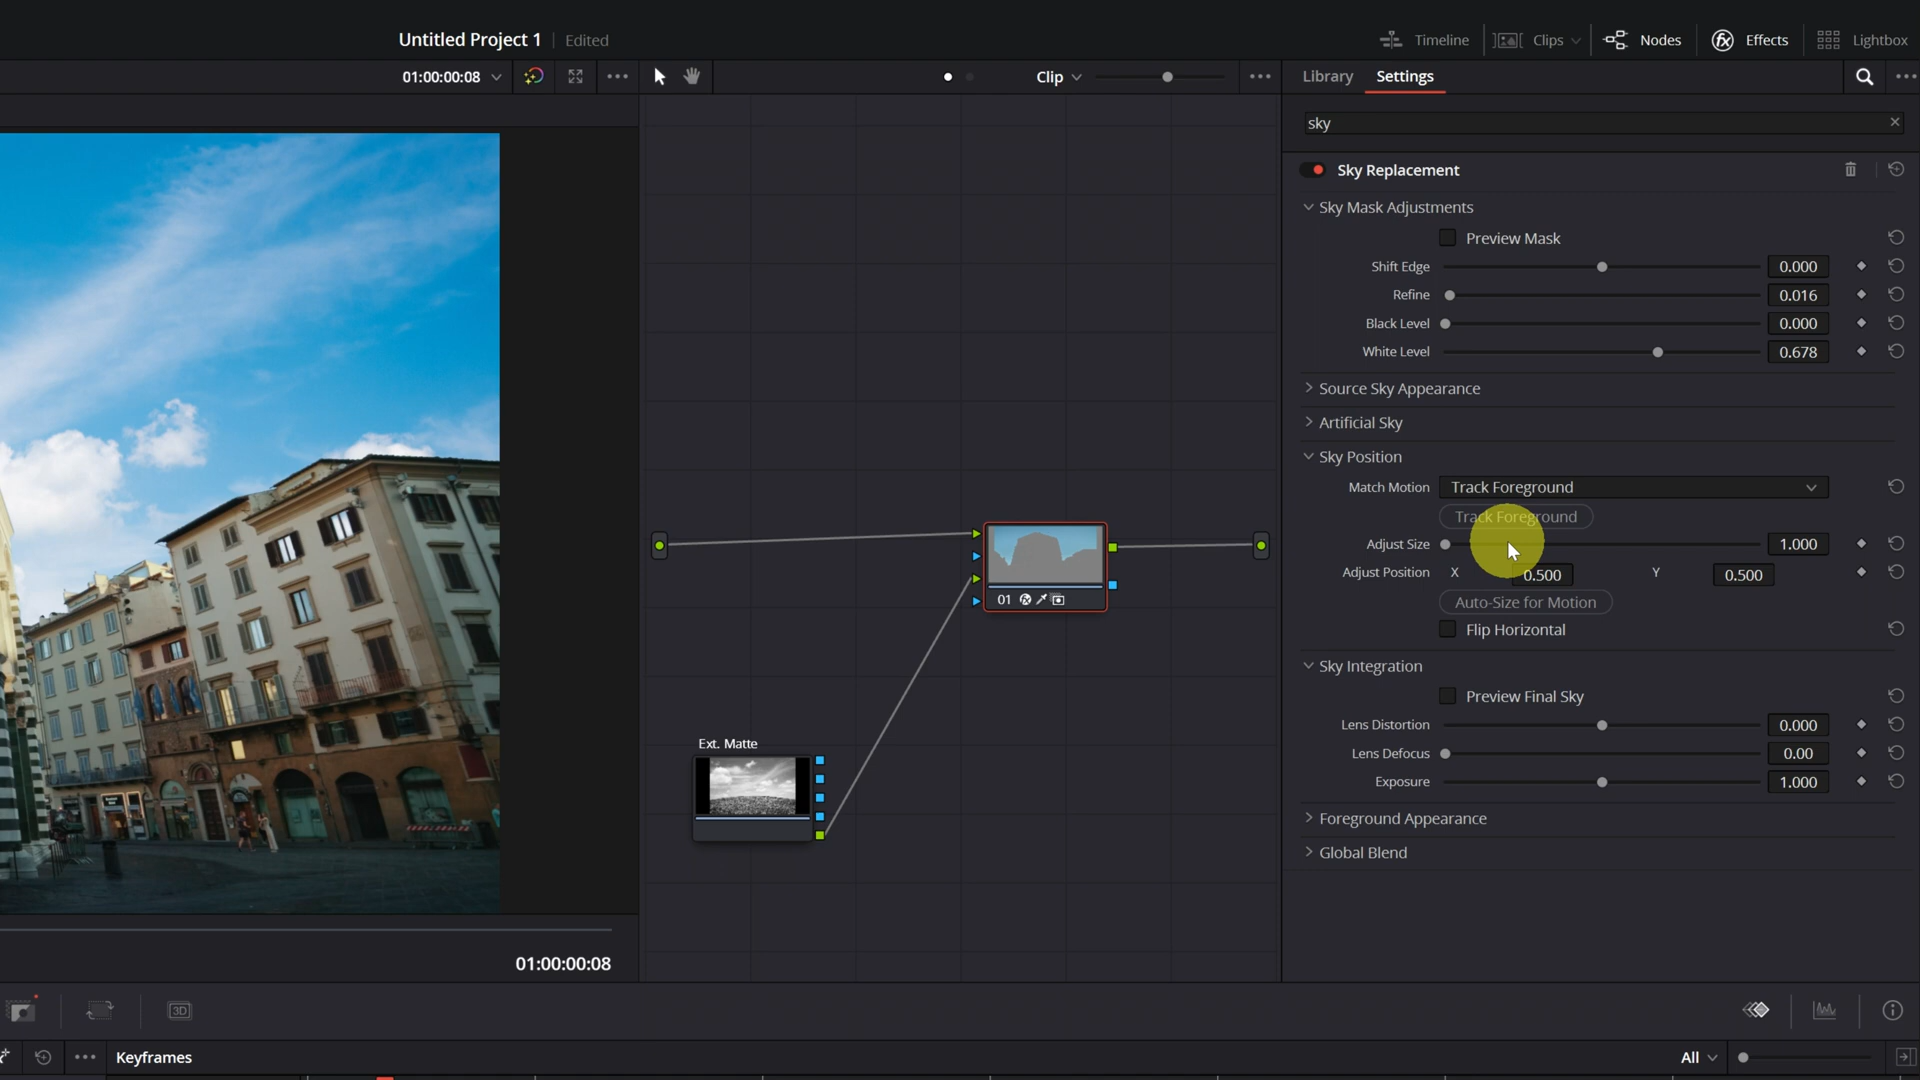 Untitled Project 1 Edited
Timeline Clips Nodes Effects Lightbox
01:00:00:08 Clip
Library Settings
sky
Sky Replacement
Sky Mask Adjustments
Preview Mask
Shift Edge 0.000
Refine 0.016
Black Level 0.000
White Level 0.678
Source Sky Appearance
Artificial Sky
Sky Position
Match Motion Track Foreground
Track Foreground
Adjust Size 1.000
Adjust Position X 0.500 Y 0.500
Auto-Size for Motion
Flip Horizontal
Sky Integration
Preview Final Sky
Lens Distortion 0.000
Lens Defocus 0.00
Exposure 1.000
Foreground Appearance
Global Blend
01
Ext. Matte
01:00:00:08
3D
Keyframes All